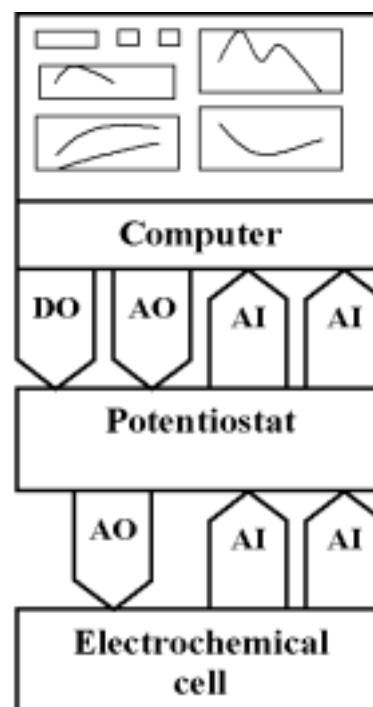 Computer
DO AO AI AI
Potentiostat
AO AI AI
Electrochemical
cell